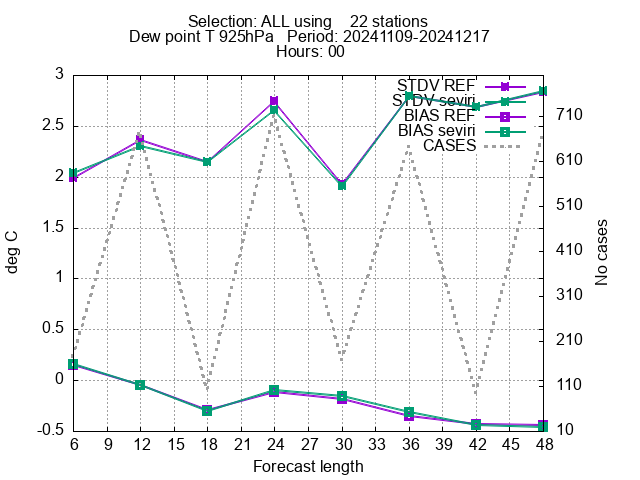 Selection: ALL using 22 stations
Dew point T 925hPa Period: 20241109-20241217
Hours: 00
STDV REF
STDV seviri
BIAS REF
BIAS seviri
CASES
3
2.5
2
1.5
1
0.5
0
-0.5
deg C
710
610
510
410
310
210
110
10
No cases
6 9 12 15 18 21 24 27 30 33 36 39 42 45 48
Forecast length